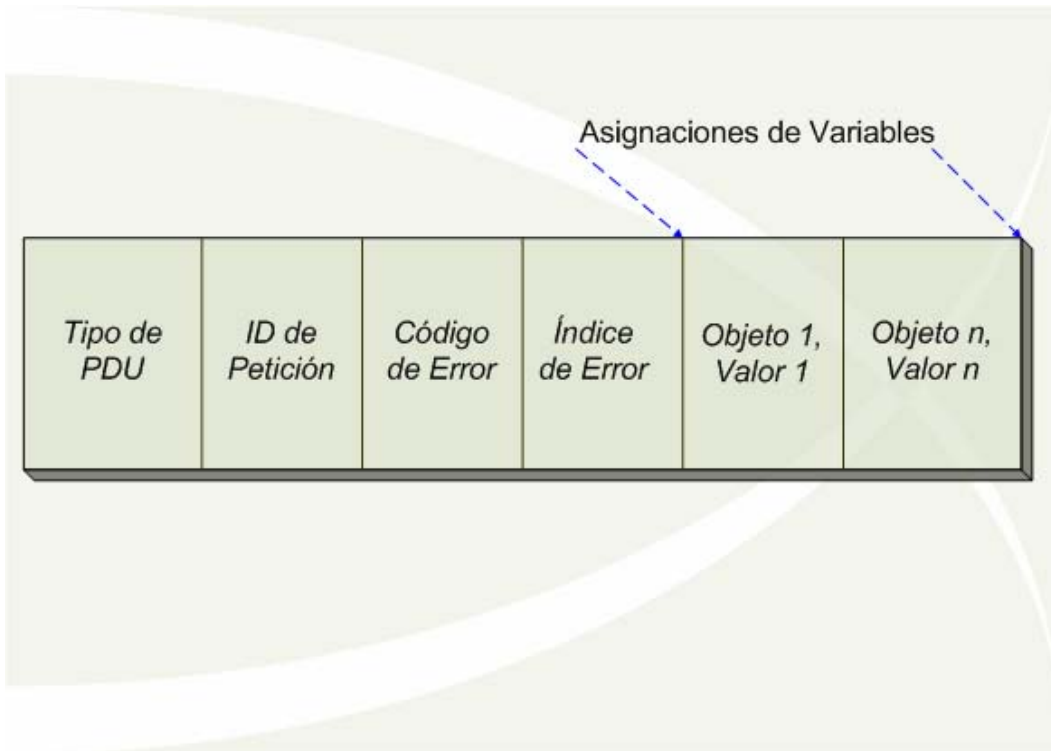 Asignaciones de Variables
Tipo de
PDU
ID de
Petición
Código
de Error
Índice
de Error
Objeto 1,
Valor 1
Objeto n,
Valor n